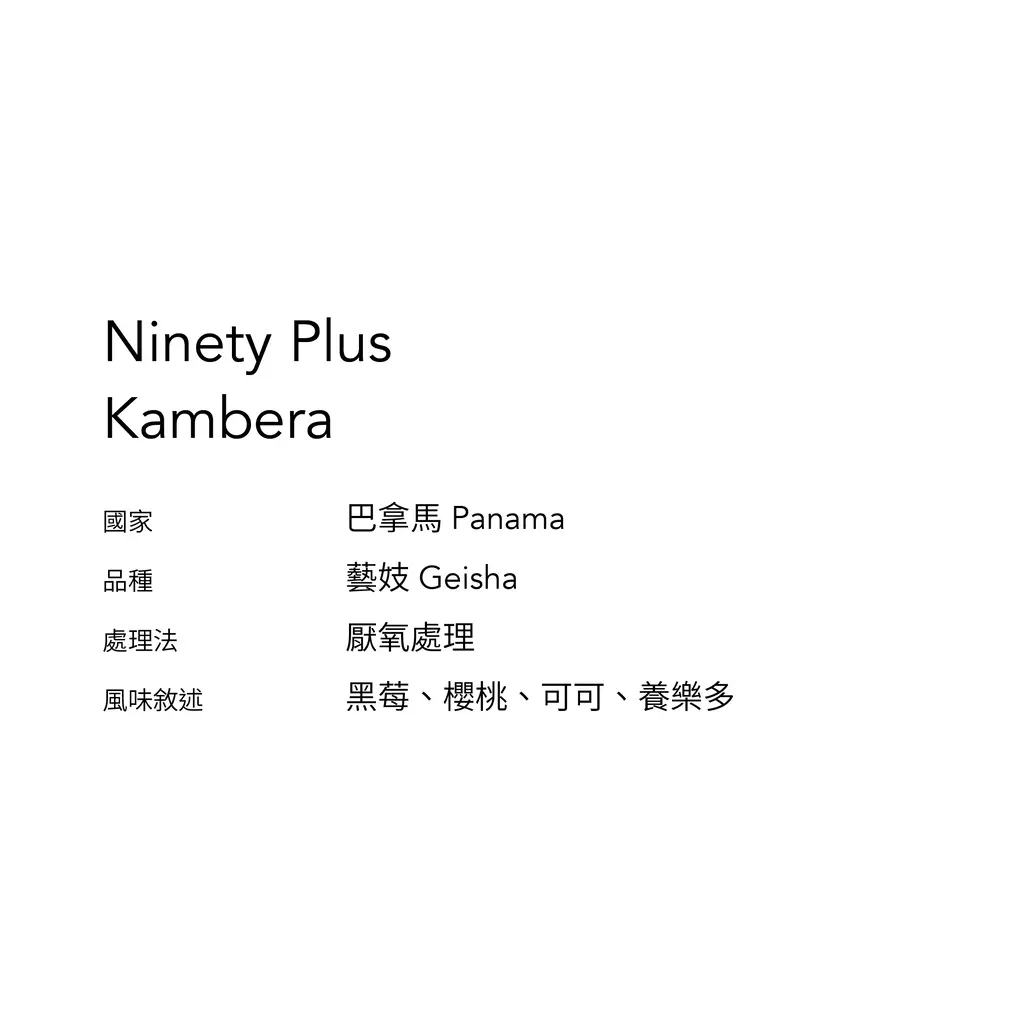 Ninety Plus
Kambera
國家 巴拿馬 Panama
品種 藝妓 Geisha
處理法 厭氧處理
風味敘述 黑莓、櫻桃、可可、養樂多